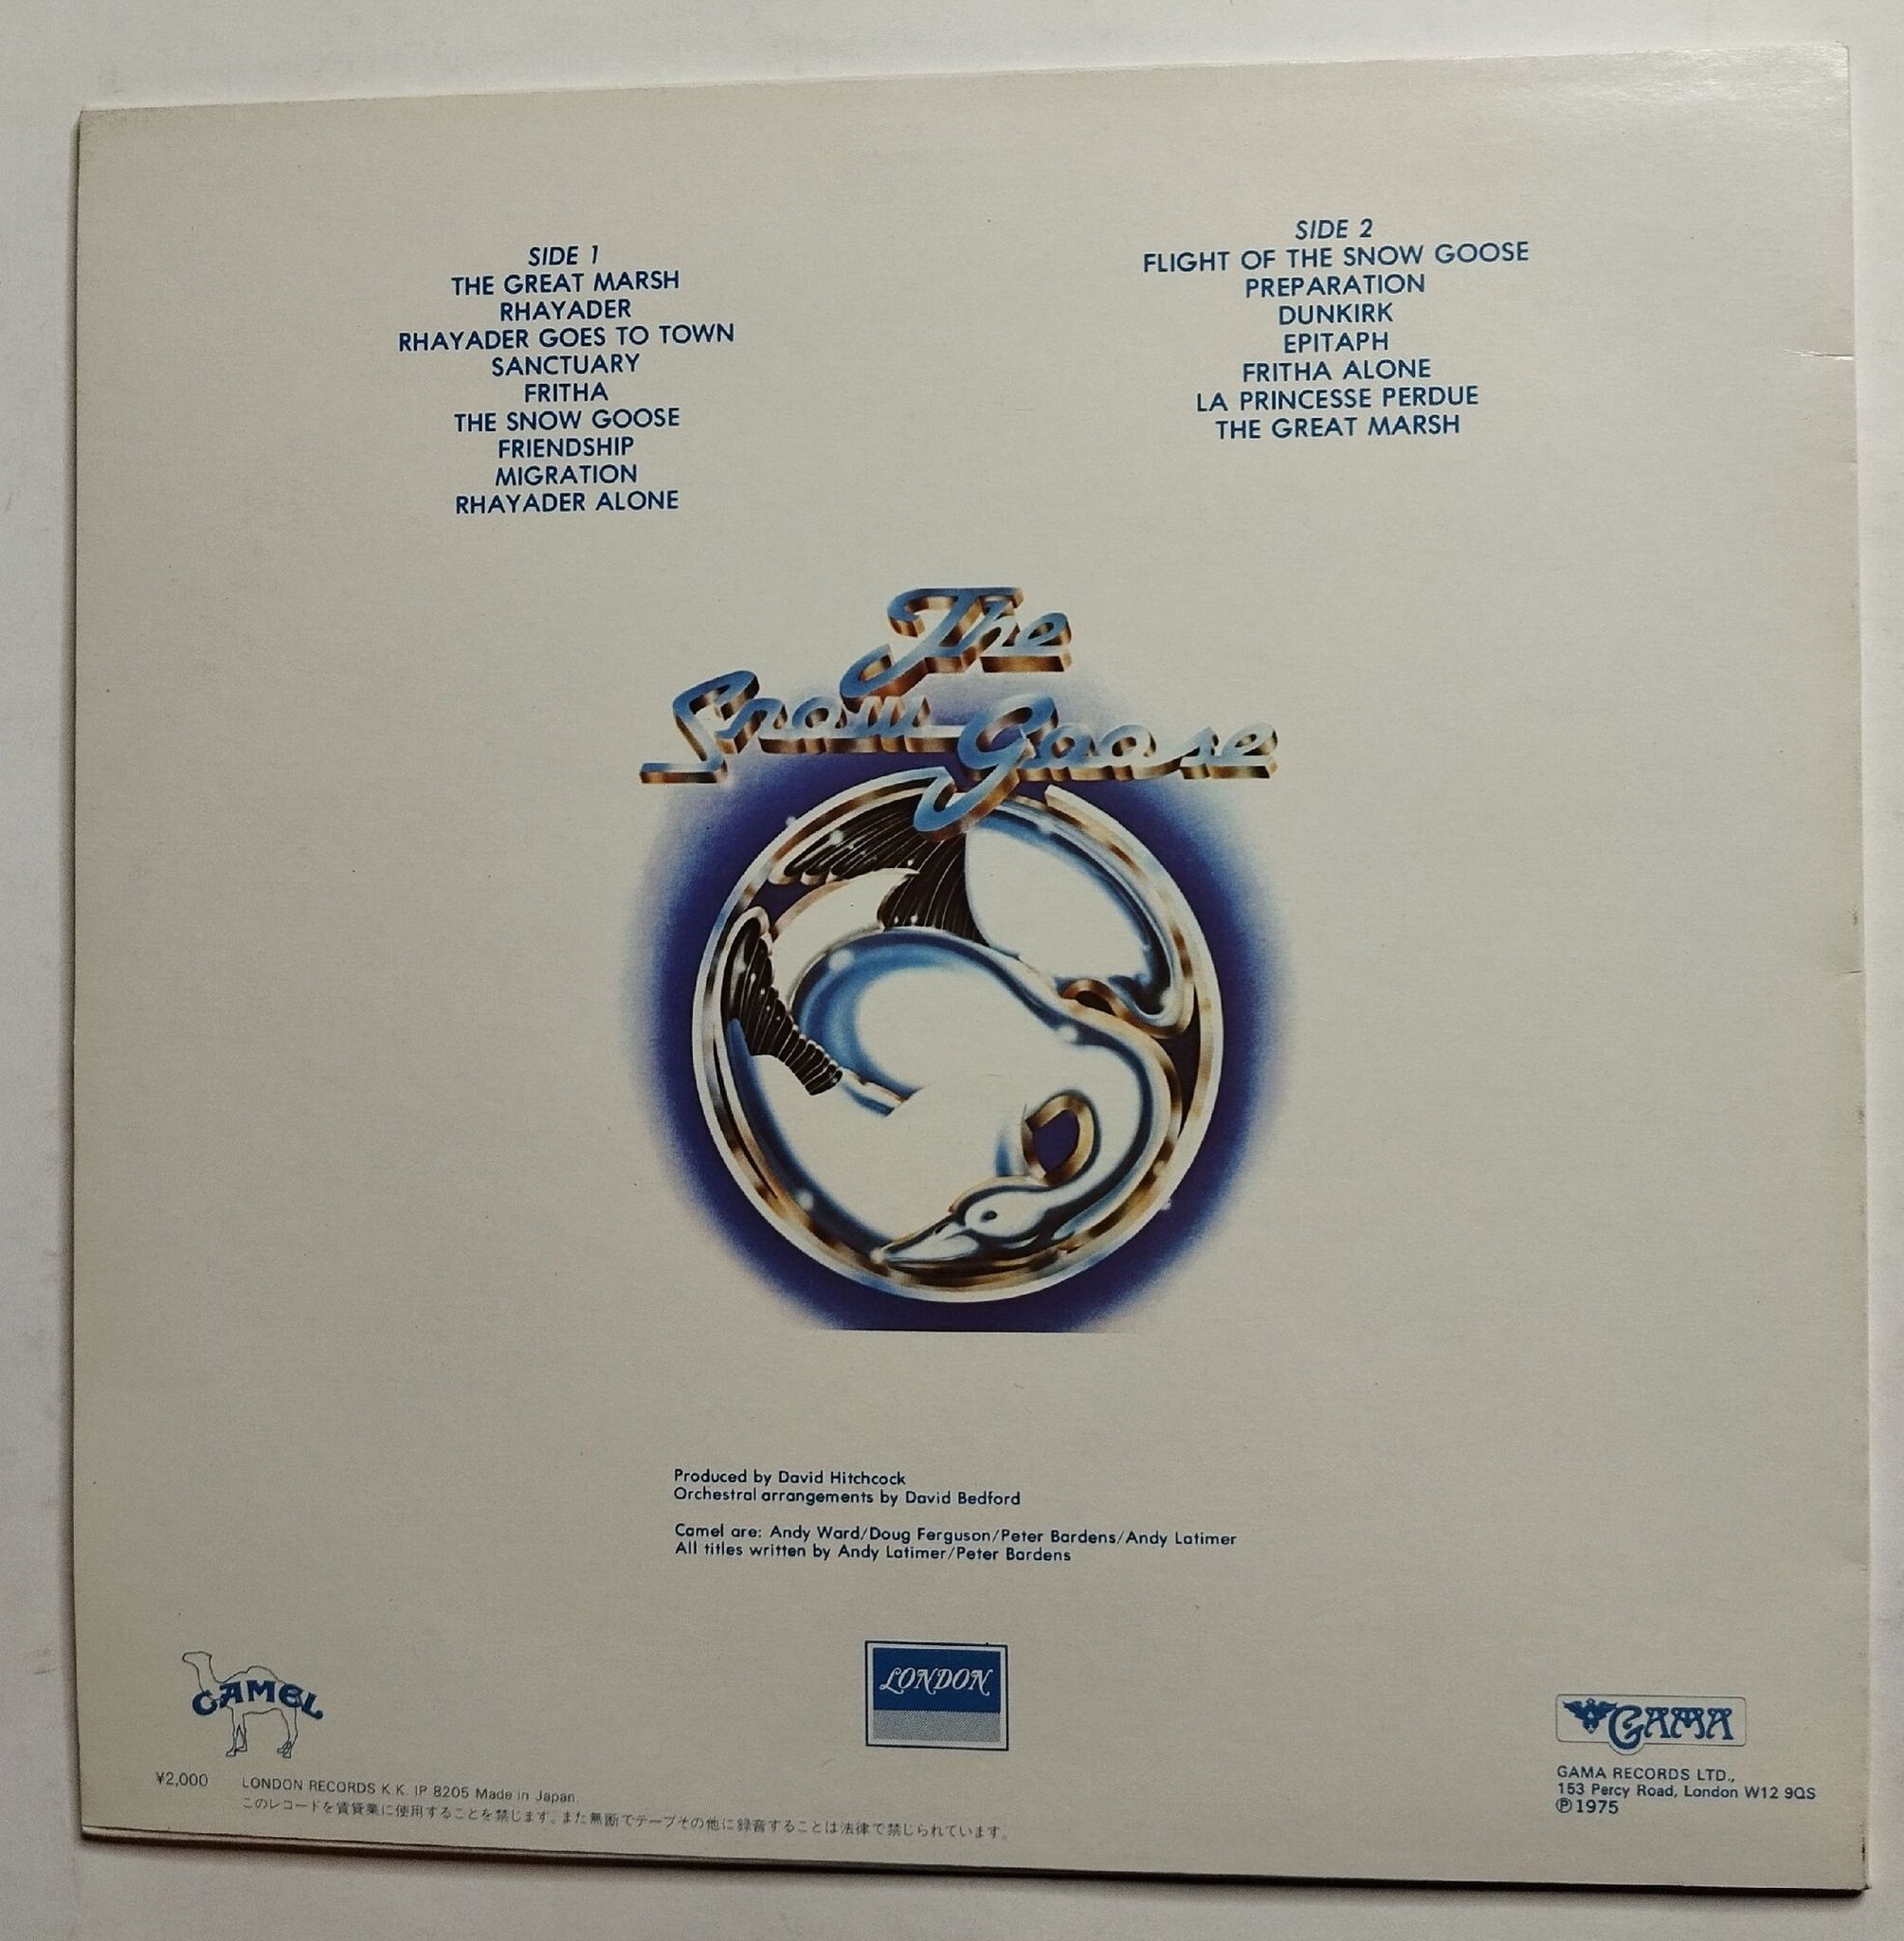 SIDE 1
THE GREAT MARSH
RHAYADER
RHAYADER GOES TO TOWN
SANCTUARY
FRITHA
THE SNOW GOOSE
FRIENDSHIP
MIGRATION
RHAYADER ALONE
SIDE 2
FLIGHT OF THE SNOW GOOSE
PREPARATION
DUNKIRK
EPITAPH
FRITHA ALONE
LA PRINCESSE PERDUE
THE GREAT MARSH
The
Snow Goose
Produced by David Hitchcock
Orchestral arrangements by David Bedford
Camel are: Andy Ward/Doug Ferguson/Peter Bardens/Andy Latimer
All titles written by Andy Latimer/Peter Bardens
CAMEL
LONDON
GAMA
GAMA RECORDS LTD.,
153 Percy Road, London W12 9QS
Ⓟ1975
¥2,000 LONDON RECORDS K.K. IP 8205 Made in Japan.
このレコードを賃貸業に使用することを禁じます。また無断でテープその他に録音することは法律で禁じられています。